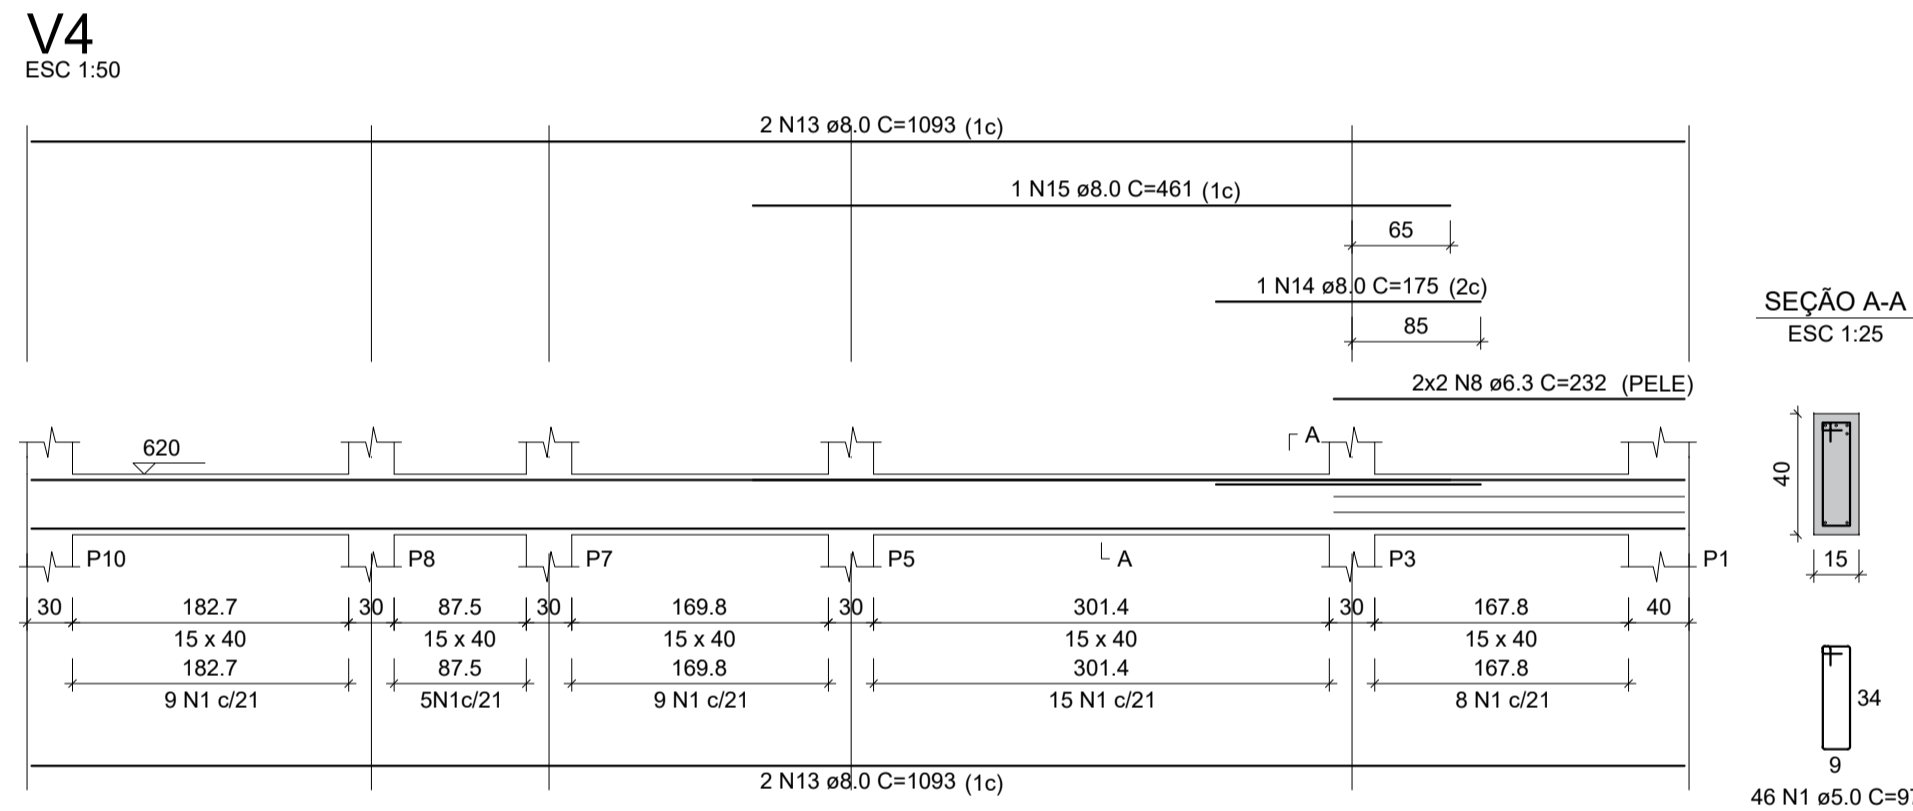 V4
ESC 1:50
2 N13 ø8.0 C=1093 (1c)
1 N15 ø8.0 C=461 (1c)
65
1 N14 ø8.0 C=175 (2c)
85
2x2 N8 ø6.3 C=232 (PELE)
SEÇÃO A-A
ESC 1:25
620
A
40
P10 P8 P7 P5 A P3 P1
15
30 182.7 30 87.5 30 169.8 30 301.4 30 167.8 40
15 x 40 15 x 40 15 x 40 15 x 40 15 x 40
182.7 87.5 169.8 301.4 167.8
9 N1 c/21 5N1c/21 9 N1 c/21 15 N1 c/21 8 N1 c/21
34
9
2 N13 ø8.0 C=1093 (1c)
46 N1 ø5.0